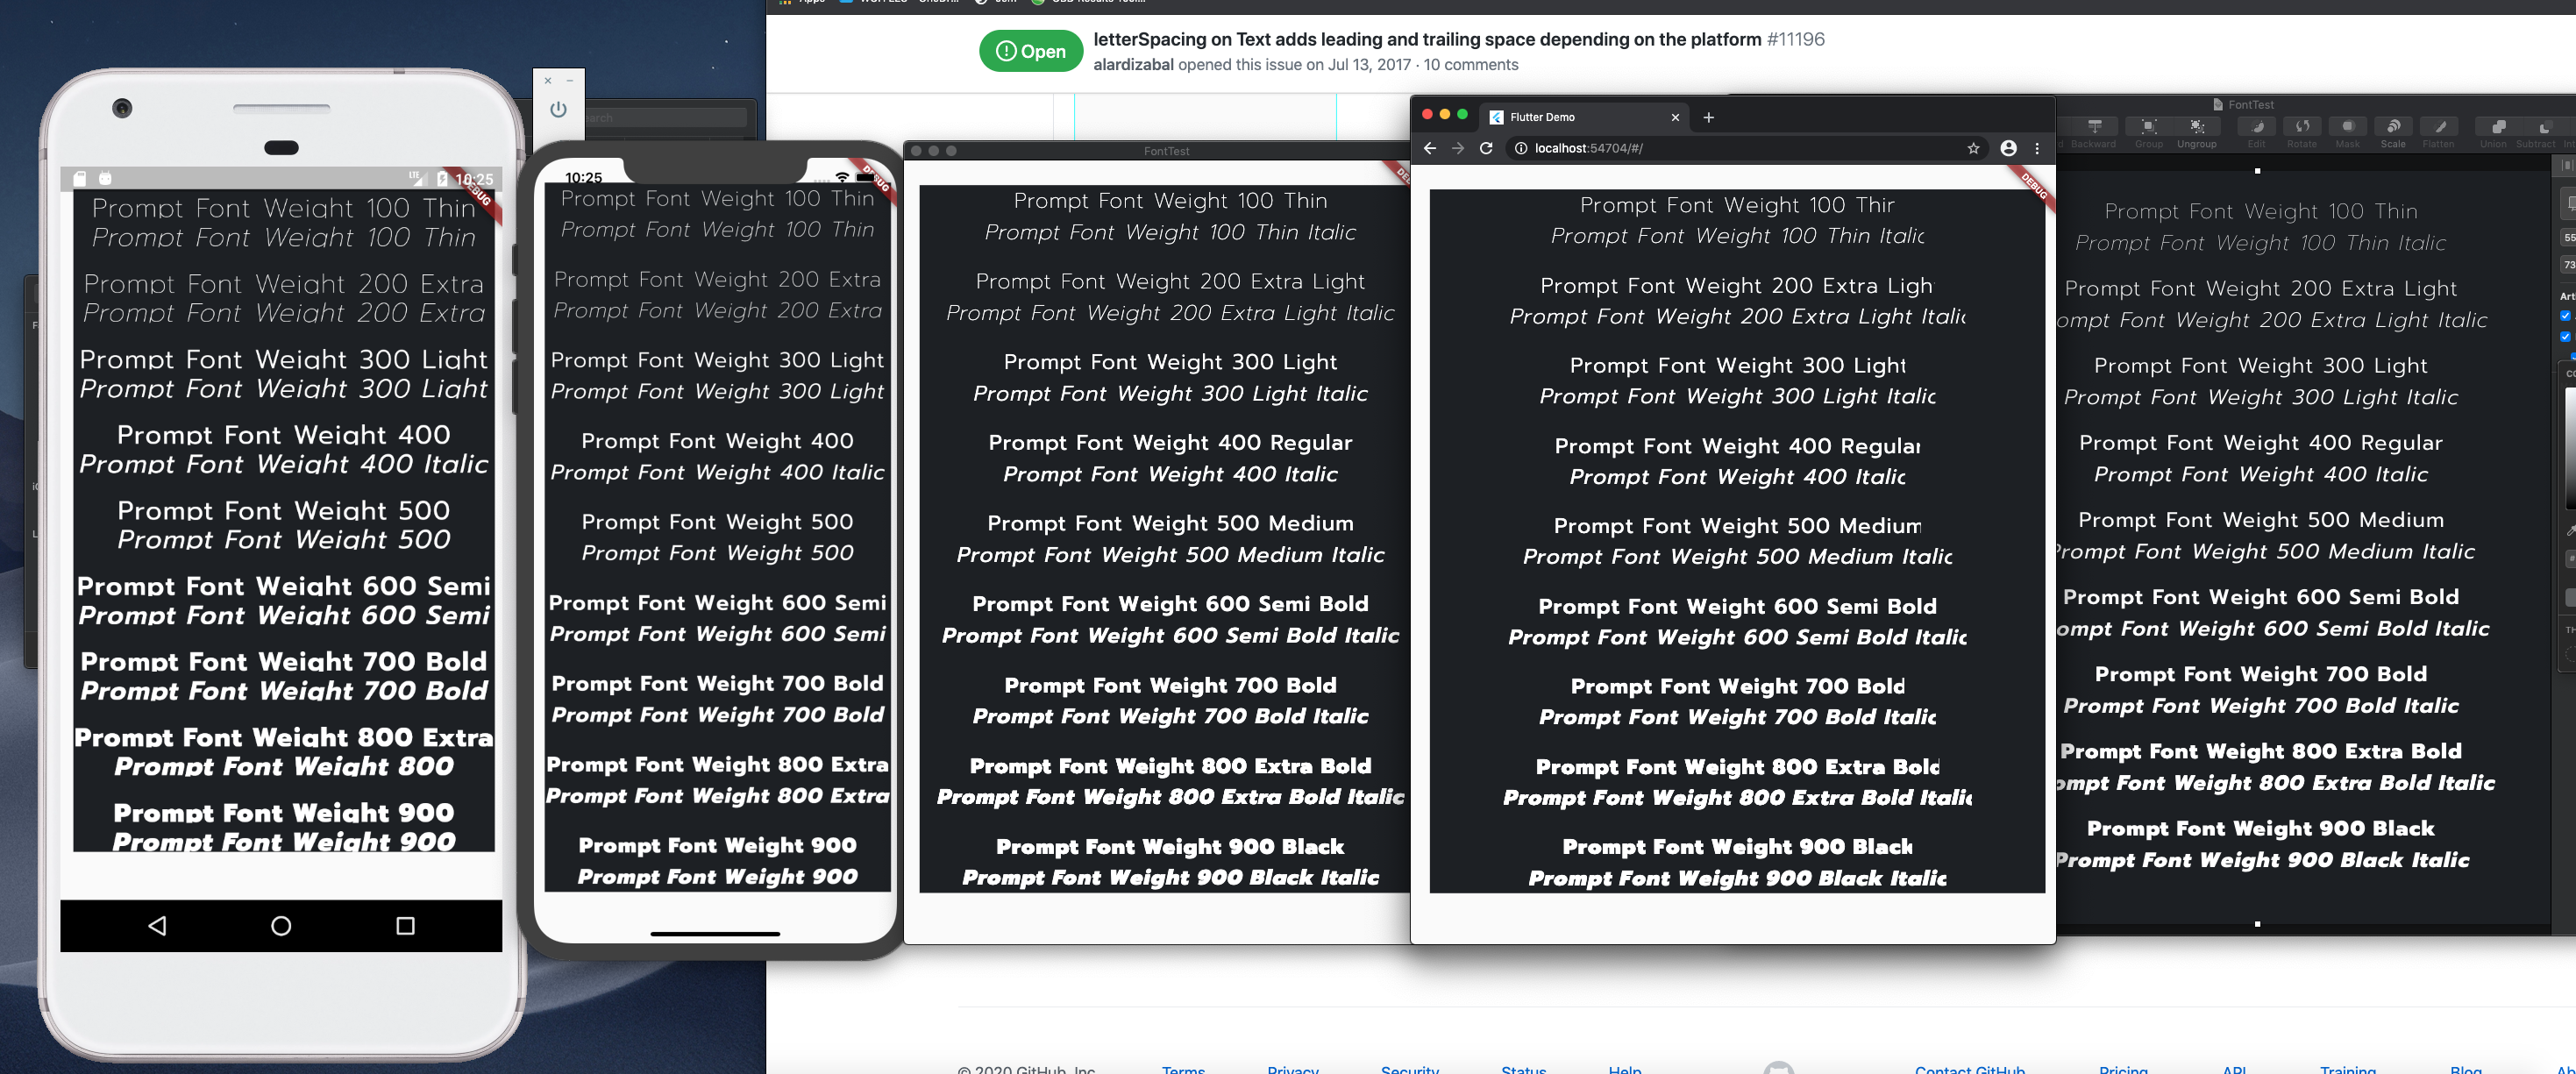 Apps
letterSpacing on Text adds leading and trailing space depending on the platform #11196
Open
alardizabal opened this issue on Jul 13, 2017 · 10 comments
LTE
10:25
DEBUG
Prompt Font Weight 100 Thin
Prompt Font Weight 100 Thin
Prompt Font Weight 200 Extra
Prompt Font Weight 200 Extra
Prompt Font Weight 300 Light
Prompt Font Weight 300 Light
Prompt Font Weight 400
Prompt Font Weight 400 Italic
Prompt Font Weight 500
Prompt Font Weight 500
Prompt Font Weight 600 Semi
Prompt Font Weight 600 Semi
Prompt Font Weight 700 Bold
Prompt Font Weight 700 Bold
Prompt Font Weight 800 Extra
Prompt Font Weight 800
Prompt Font Weight 900
Prompt Font Weight 900
10:25
DEBUG
Prompt Font Weight 100 Thin
Prompt Font Weight 100 Thin
Prompt Font Weight 200 Extra
Prompt Font Weight 200 Extra
Prompt Font Weight 300 Light
Prompt Font Weight 300 Light
Prompt Font Weight 400
Prompt Font Weight 400 Italic
Prompt Font Weight 500
Prompt Font Weight 500
Prompt Font Weight 600 Semi
Prompt Font Weight 600 Semi
Prompt Font Weight 700 Bold
Prompt Font Weight 700 Bold
Prompt Font Weight 800 Extra
Prompt Font Weight 800 Extra
Prompt Font Weight 900
Prompt Font Weight 900
FontTest
Prompt Font Weight 100 Thin
Prompt Font Weight 100 Thin Italic
Prompt Font Weight 200 Extra Light
Prompt Font Weight 200 Extra Light Italic
Prompt Font Weight 300 Light
Prompt Font Weight 300 Light Italic
Prompt Font Weight 400 Regular
Prompt Font Weight 400 Italic
Prompt Font Weight 500 Medium
Prompt Font Weight 500 Medium Italic
Prompt Font Weight 600 Semi Bold
Prompt Font Weight 600 Semi Bold Italic
Prompt Font Weight 700 Bold
Prompt Font Weight 700 Bold Italic
Prompt Font Weight 800 Extra Bold
Prompt Font Weight 800 Extra Bold Italic
Prompt Font Weight 900 Black
Prompt Font Weight 900 Black Italic
Flutter Demo
localhost:54704/#/
DEBUG
Prompt Font Weight 100 Thin
Prompt Font Weight 100 Thin Italic
Prompt Font Weight 200 Extra Light
Prompt Font Weight 200 Extra Light Italic
Prompt Font Weight 300 Light
Prompt Font Weight 300 Light Italic
Prompt Font Weight 400 Regular
Prompt Font Weight 400 Italic
Prompt Font Weight 500 Medium
Prompt Font Weight 500 Medium Italic
Prompt Font Weight 600 Semi Bold
Prompt Font Weight 600 Semi Bold Italic
Prompt Font Weight 700 Bold
Prompt Font Weight 700 Bold Italic
Prompt Font Weight 800 Extra Bold
Prompt Font Weight 800 Extra Bold Italic
Prompt Font Weight 900 Black
Prompt Font Weight 900 Black Italic
FontTest
Backward Group Ungroup Edit Rotate Mask Scale Flatten Union Subtract
Prompt Font Weight 100 Thin
Prompt Font Weight 100 Thin Italic
Prompt Font Weight 200 Extra Light
ompt Font Weight 200 Extra Light Italic
Prompt Font Weight 300 Light
Prompt Font Weight 300 Light Italic
Prompt Font Weight 400 Regular
Prompt Font Weight 400 Italic
Prompt Font Weight 500 Medium
Prompt Font Weight 500 Medium Italic
Prompt Font Weight 600 Semi Bold
ompt Font Weight 600 Semi Bold Italic
Prompt Font Weight 700 Bold
Prompt Font Weight 700 Bold Italic
Prompt Font Weight 800 Extra Bold
ompt Font Weight 800 Extra Bold Italic
Prompt Font Weight 900 Black
Prompt Font Weight 900 Black Italic
© 2020 GitHub, Inc. Terms Privacy Security Status Help Contact GitHub Pricing API Training Blog